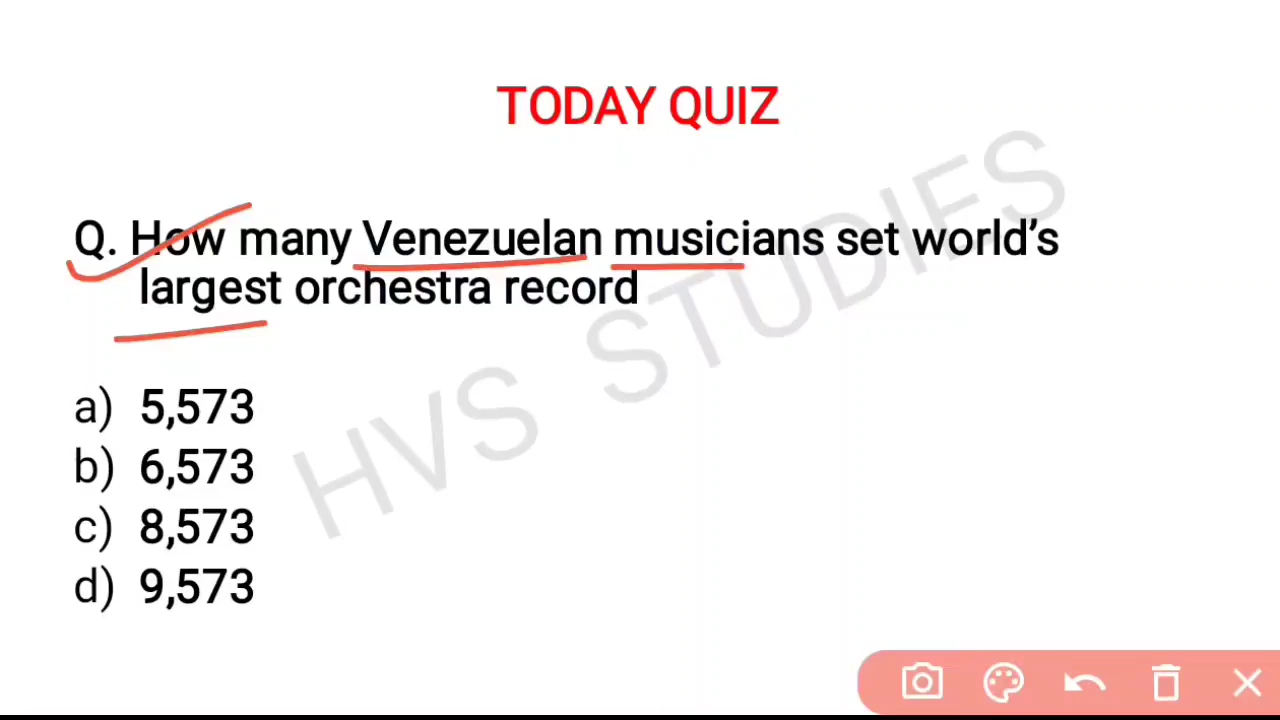 TODAY QUIZ
Q. How many Venezuelan musicians set world’s
largest orchestra record
a) 5,573
b) 6,573
c) 8,573
d) 9,573
HVS STUDIES